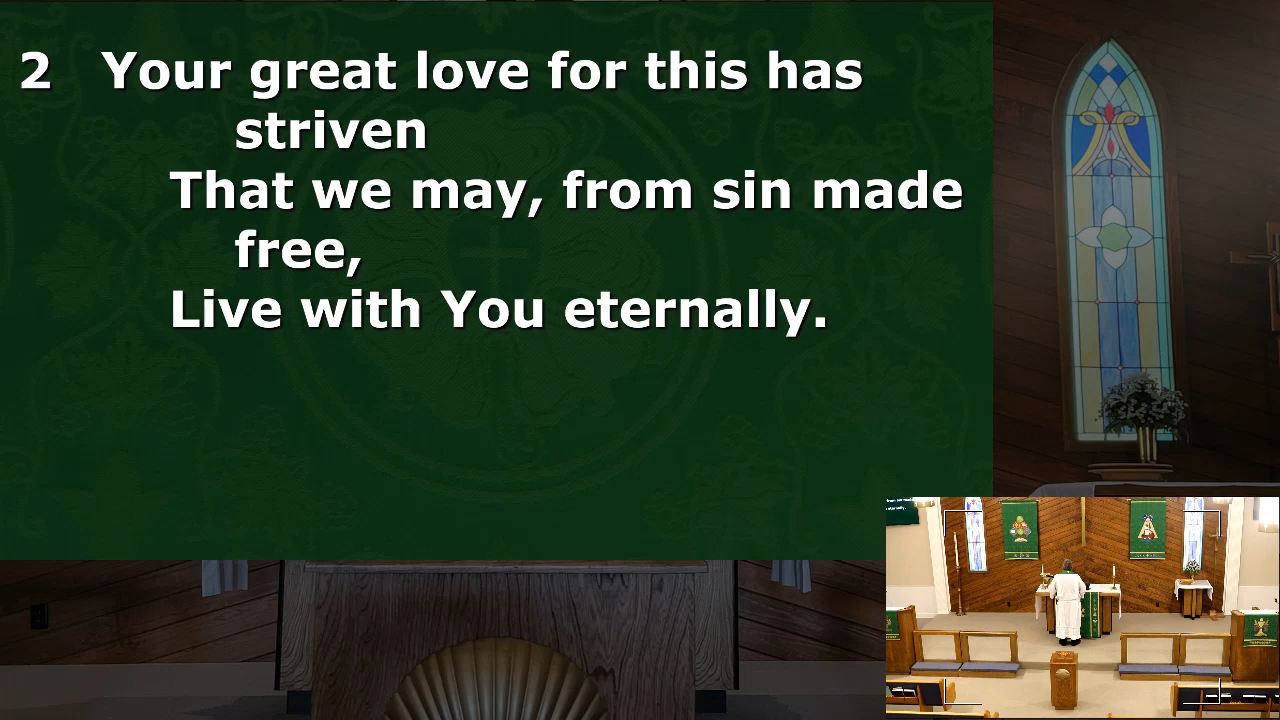 2 Your great love for this has
striven
That we may, from sin made
free,
Live with You eternally.